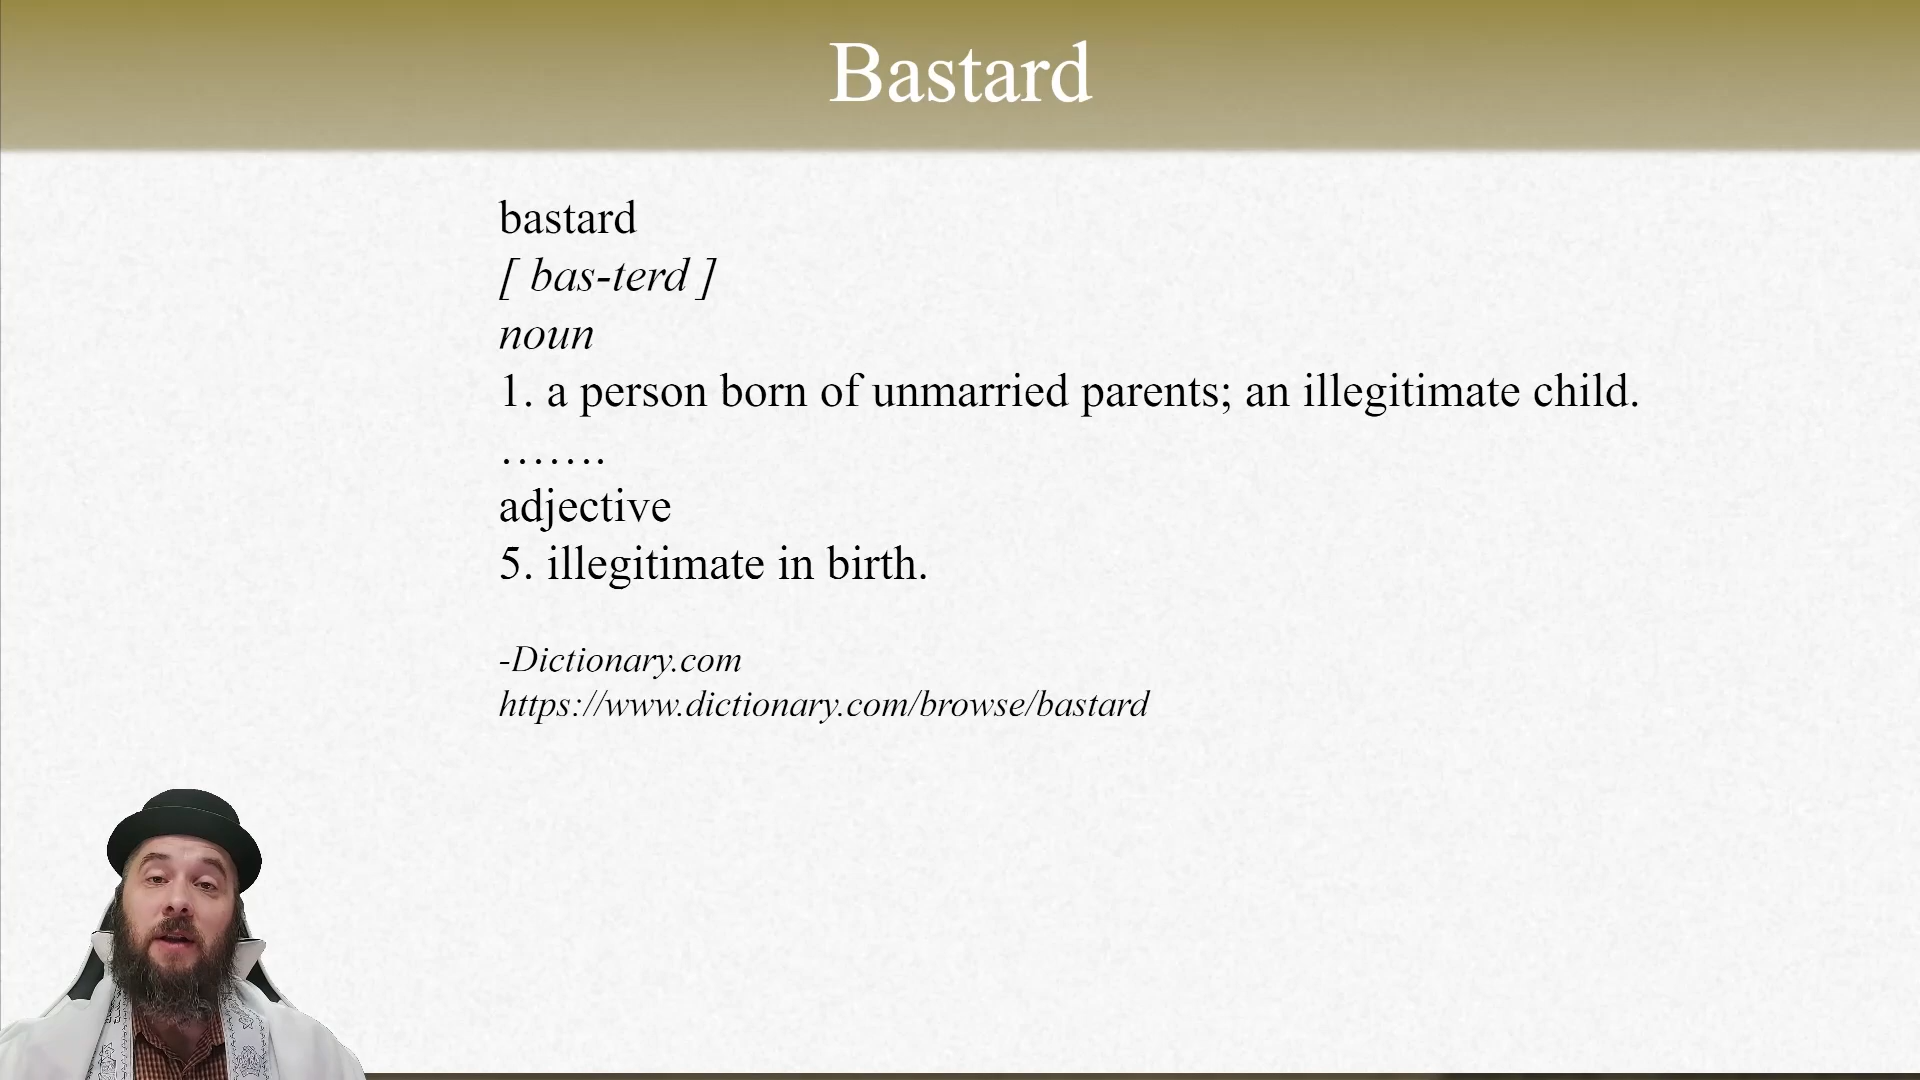 Bastard
bastard
[ bas-terd ]
noun
1. a person born of unmarried parents; an illegitimate child.
…….
adjective
5. illegitimate in birth.
-Dictionary.com
https://www.dictionary.com/browse/bastard